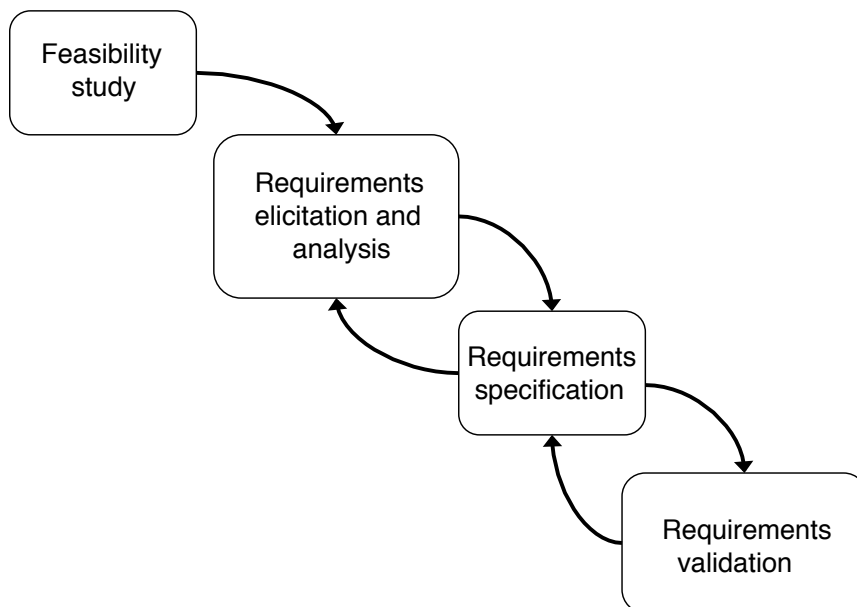 Feasibility
study
Requirements
elicitation and
analysis
Requirements
specification
Requirements
validation